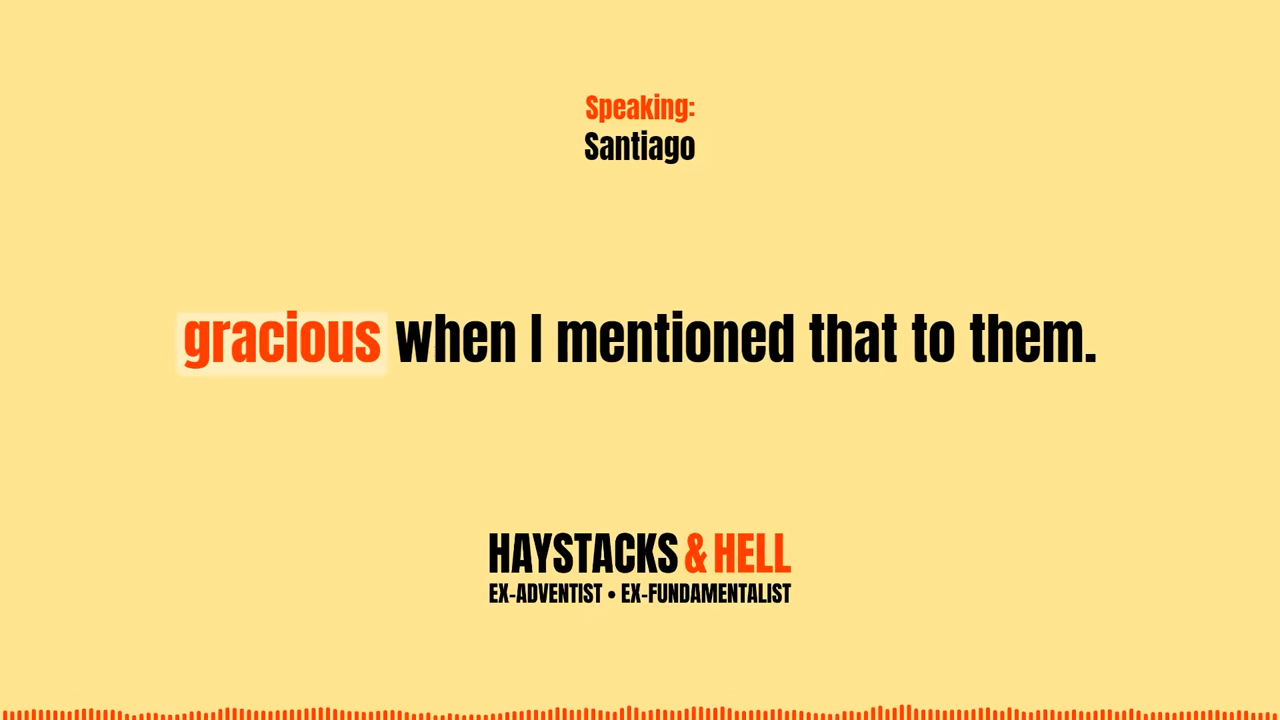 Speaking:
Santiago
gracious when I mentioned that to them.
HAYSTACKS & HELL
EX-ADVENTIST • EX-FUNDAMENTALIST